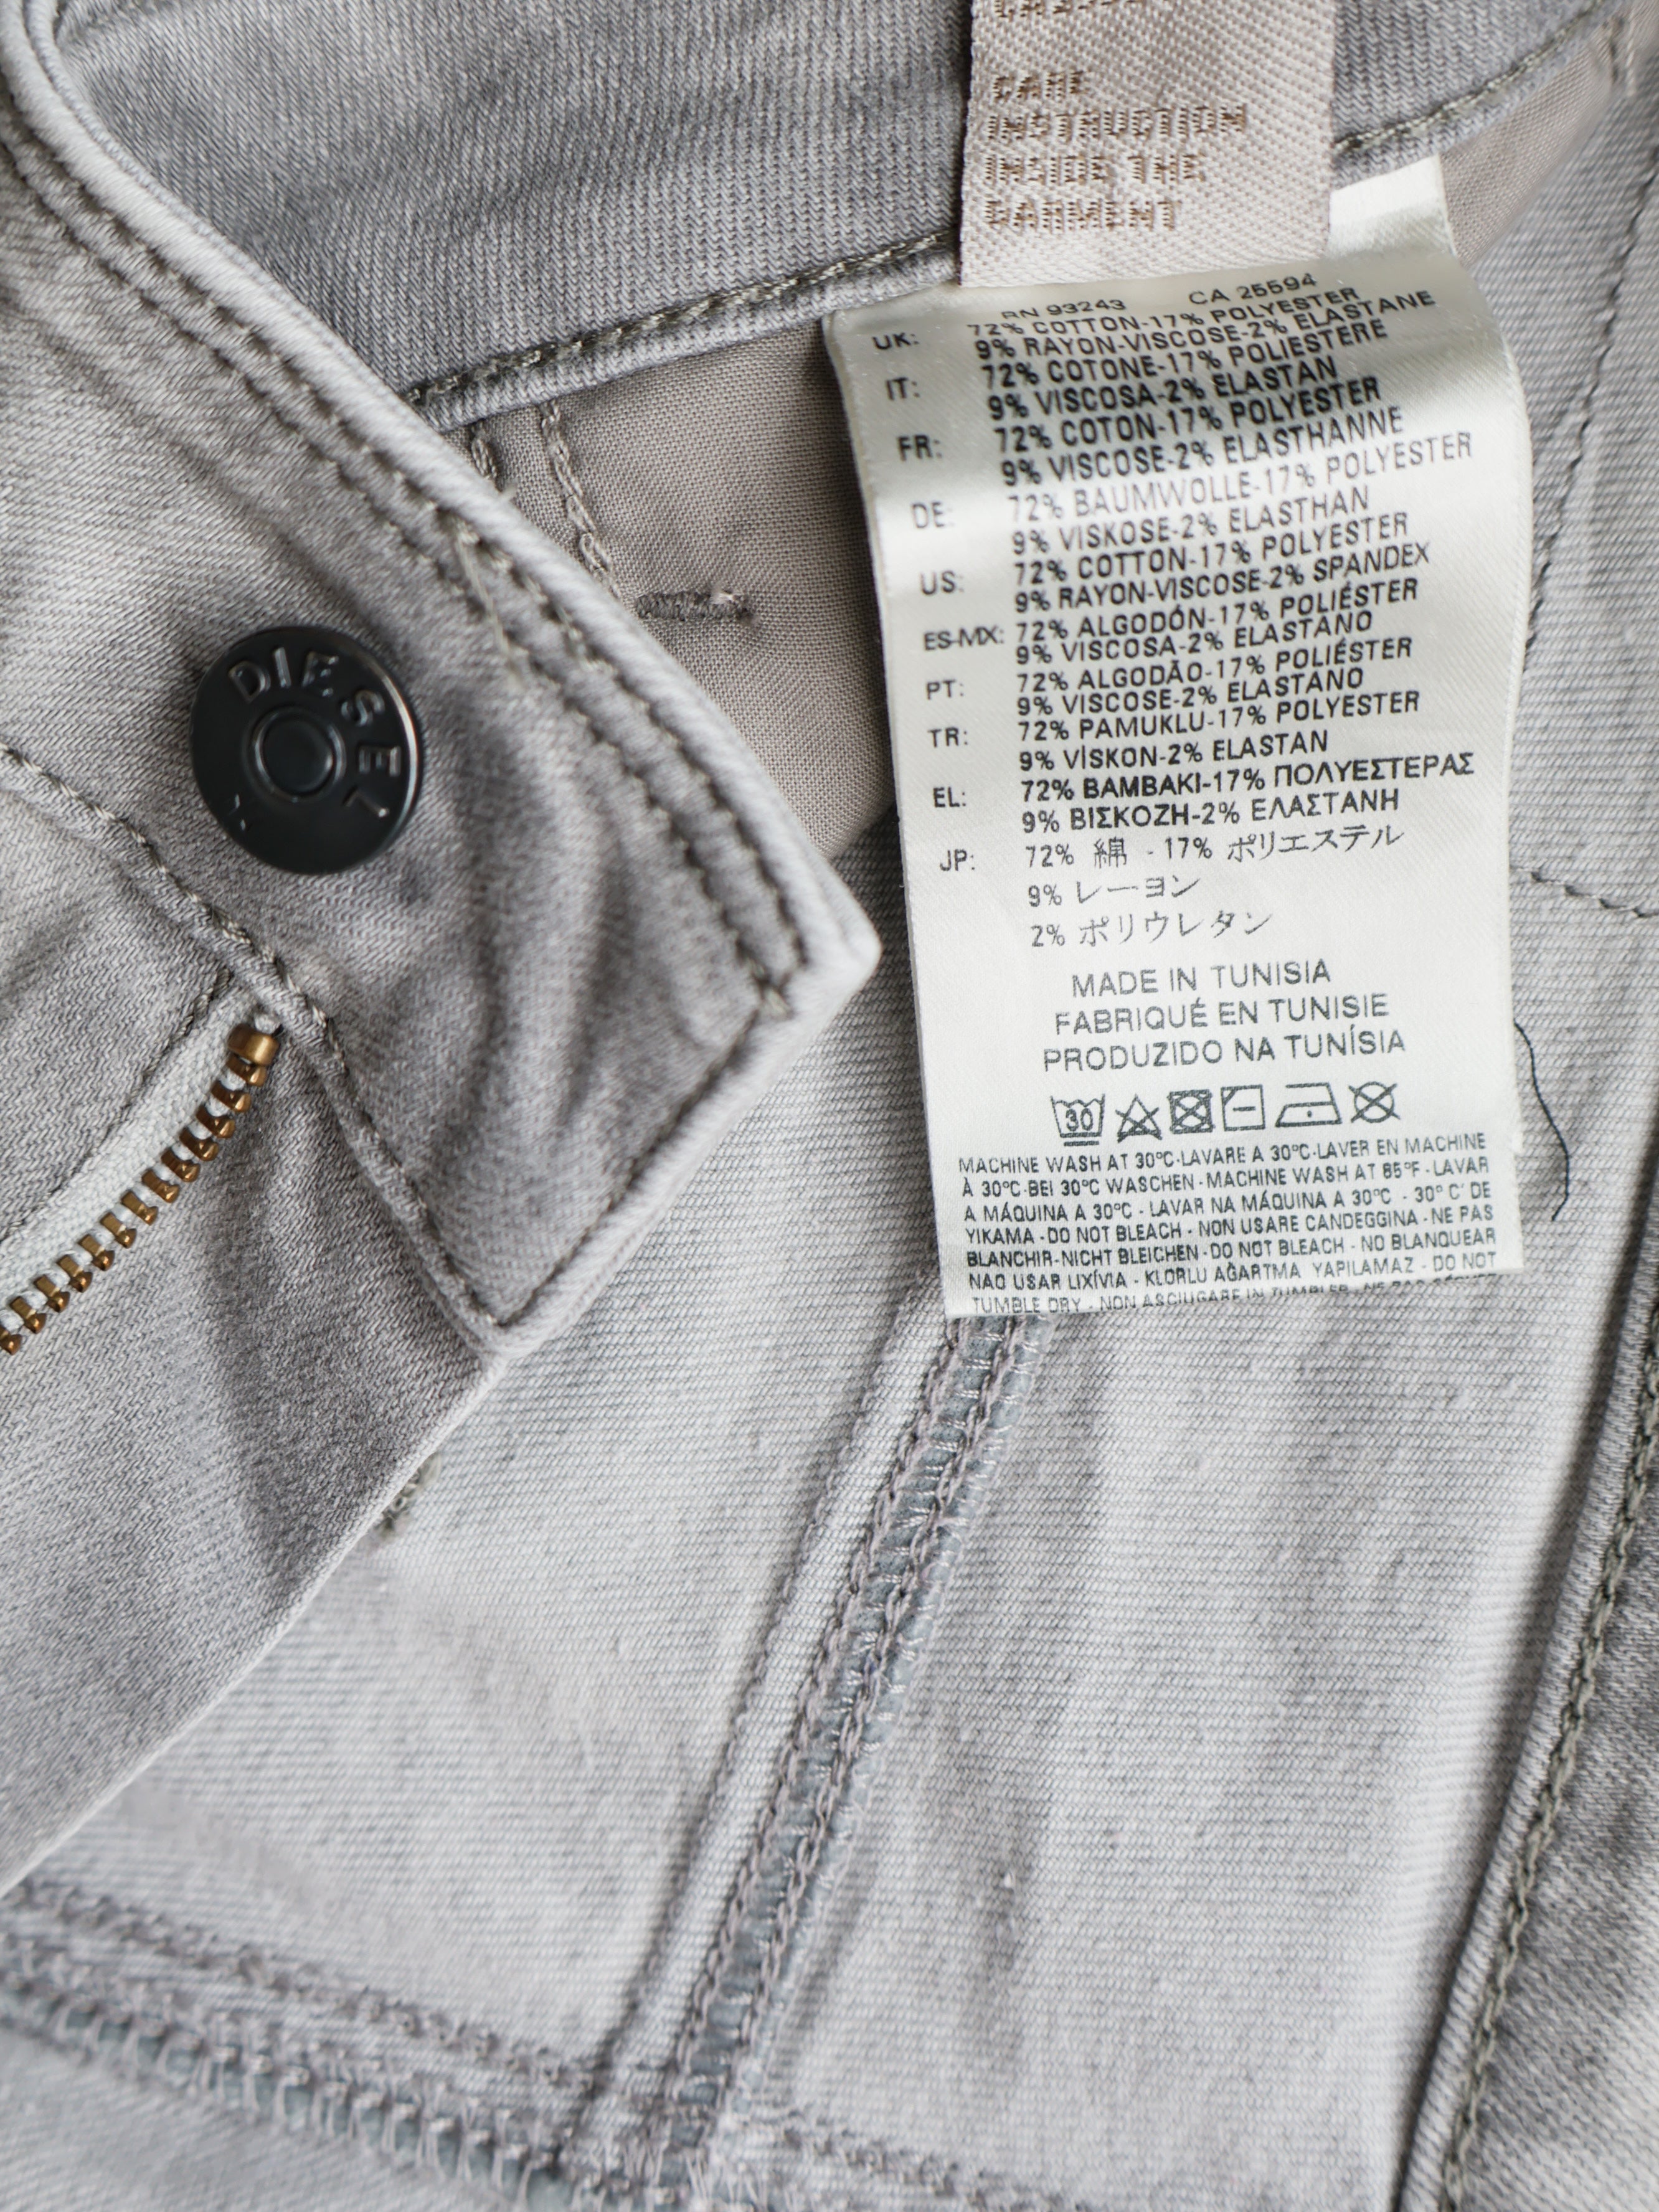 CARE
INSTRUCTION
INSIDE THE
GARMENT
DIESEL
RN 93243 CA 25594
UK: 72% COTTON-17% POLYESTER
9% RAYON-VISCOSE-2% ELASTANE
IT: 72% COTONE-17% POLIESTERE
9% VISCOSA-2% ELASTAN
FR: 72% COTON-17% POLYESTER
9% VISCOSE-2% ELASTHANNE
DE: 72% BAUMWOLLE-17% POLYESTER
9% VISKOSE-2% ELASTHAN
US: 72% COTTON-17% POLYESTER
9% RAYON-VISCOSE-2% SPANDEX
ES-MX: 72% ALGODÓN-17% POLIÉSTER
9% VISCOSA-2% ELASTANO
PT: 72% ALGODÃO-17% POLIÉSTER
9% VISCOSE-2% ELASTANO
TR: 72% PAMUKLU-17% POLYESTER
9% VİSKON-2% ELASTAN
EL: 72% ΒΑΜΒΑΚΙ-17% ΠΟΛΥΕΣΤΕΡΑΣ
9% ΒΙΣΚΟΖΗ-2% ΕΛΑΣΤΑΝΗ
JP: 72% 綿 - 17% ポリエステル
9% レーヨン
2% ポリウレタン
MADE IN TUNISIA
FABRIQUÉ EN TUNISIE
PRODUZIDO NA TUNÍSIA
30
MACHINE WASH AT 30°C-LAVARE A 30°C-LAVER EN MACHINE
À 30°C-BEI 30°C WASCHEN-MACHINE WASH AT 85°F-LAVAR
A MÁQUINA A 30°C - LAVAR NA MÁQUINA A 30°C - 30° C' DE
YIKAMA-DO NOT BLEACH - NON USARE CANDEGGINA-NE PAS
BLANCHIR-NICHT BLEICHEN-DO NOT BLEACH - NO BLANQUEAR
NAO USAR LIXÍVIA - KLORLU AĞARTMA YAPILAMAZ - DO NOT
TUMBLE DRY - NON ASCIUGARE IN TUMBLER - NE PAS